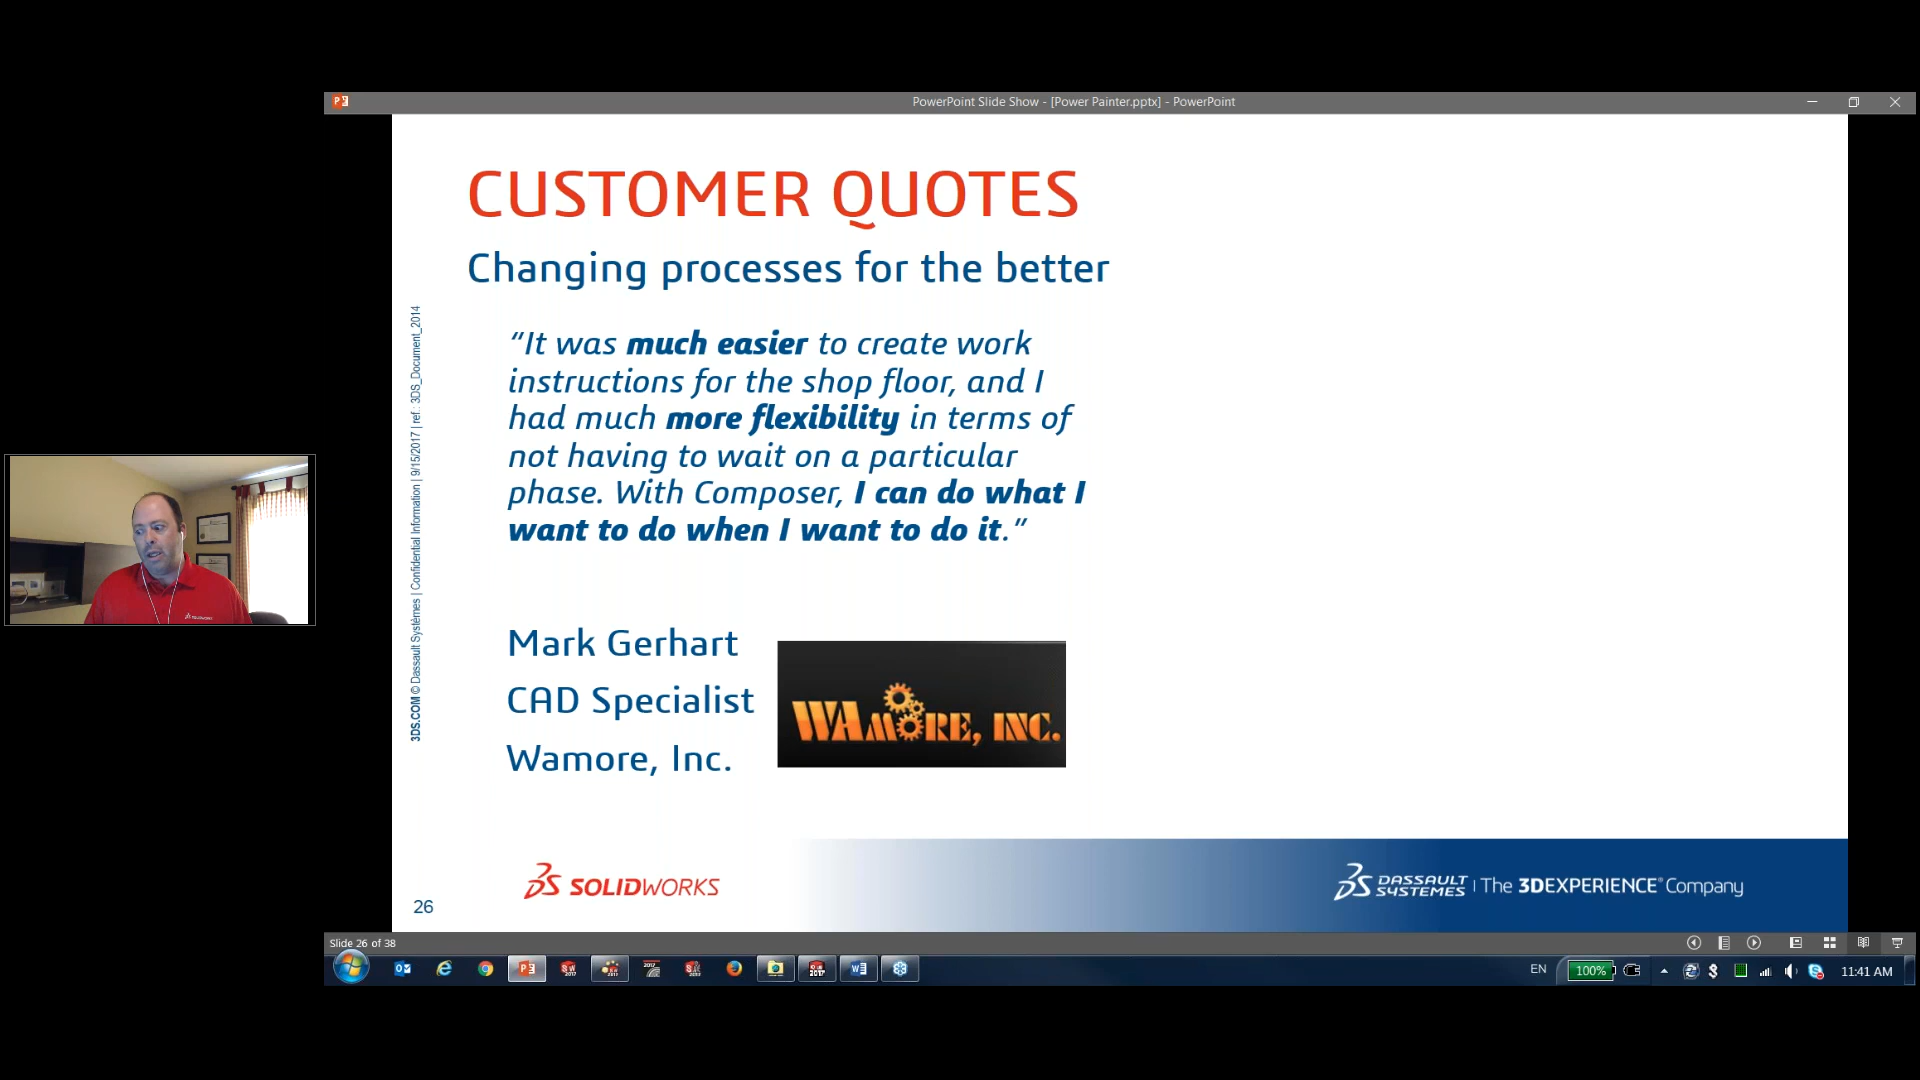 PowerPoint Slide Show - [Power Painter.pptx] - PowerPoint
CUSTOMER QUOTES
Changing processes for the better
“It was much easier to create work
instructions for the shop floor, and I
had much more flexibility in terms of
not having to wait on a particular
phase. With Composer, I can do what I
want to do when I want to do it.”
Mark Gerhart
CAD Specialist
Wamore, Inc.
WAMORE, INC.
3DS.COM © Dassault Systèmes | Confidential Information | 9/15/2017 | ref.: 3DS_Document_2014
SOLIDWORKS
DASSAULT SYSTEMES | The 3DEXPERIENCE® Company
26
Slide 26 of 38
EN
100%
11:41 AM